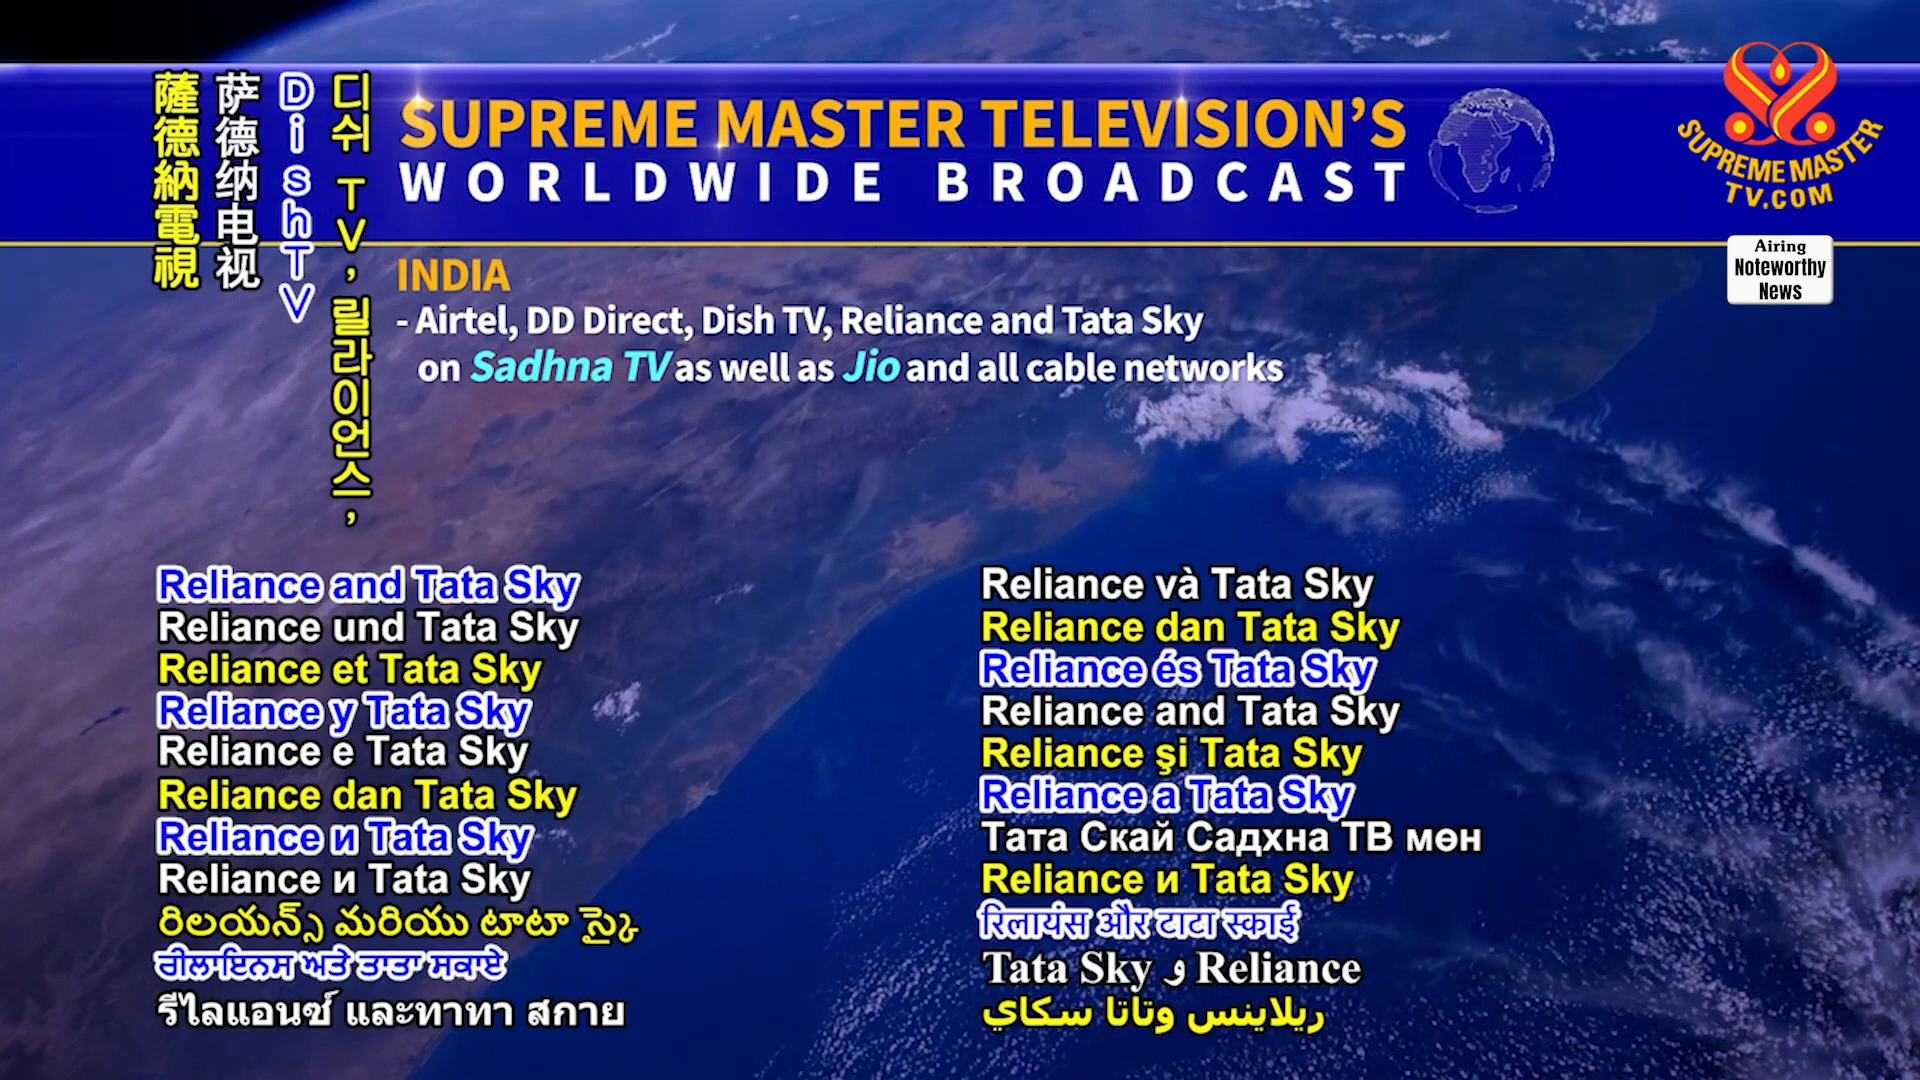 薩德納電視
萨德纳电视
DishTV
디쉬 TV, 릴라이언스,
SUPREME MASTER TELEVISION'S
WORLDWIDE BROADCAST
SUPREME MASTER
TV.COM
Airing
Noteworthy
News
INDIA
- Airtel, DD Direct, Dish TV, Reliance and Tata Sky
on Sadhna TV as well as Jio and all cable networks
Reliance and Tata Sky
Reliance und Tata Sky
Reliance et Tata Sky
Reliance y Tata Sky
Reliance e Tata Sky
Reliance dan Tata Sky
Reliance и Tata Sky
Reliance и Tata Sky
రిలయన్స్ మరియు టాటా స్కై
ਰੀਲਾਇਨਸ ਅਤੇ ਤਾਤਾ ਸਕਾਏ
รีไลแอนซ์ และทาทา สกาย
Reliance và Tata Sky
Reliance dan Tata Sky
Reliance és Tata Sky
Reliance and Tata Sky
Reliance şi Tata Sky
Reliance a Tata Sky
Тата Скай Садхна ТВ мөн
Reliance и Tata Sky
रिलायंस और टाटा स्काई
Tata Sky و Reliance
ريلاينس وتاتا سكاي